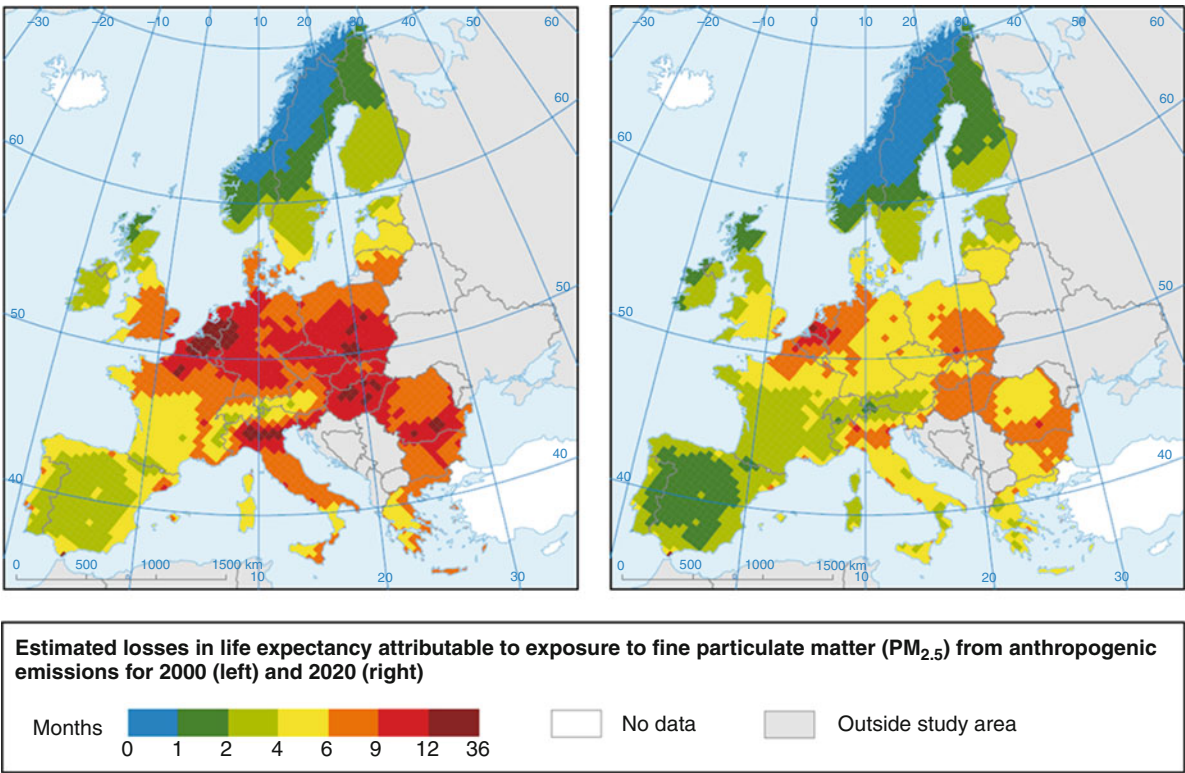 −30 −20 −10 0 10 20 30 40 50 60
60
60
50
50
40
40
0 500 1000 1500 km
10 20 30
−30 −20 −10 0 10 20 30 40 50 60
60
60
50
50
40
40
0 500 1000 1500 km
10 20 30
Estimated losses in life expectancy attributable to exposure to fine particulate matter (PM2.5) from anthropogenic
emissions for 2000 (left) and 2020 (right)
Months
0 1 2 4 6 9 12 36
No data
Outside study area